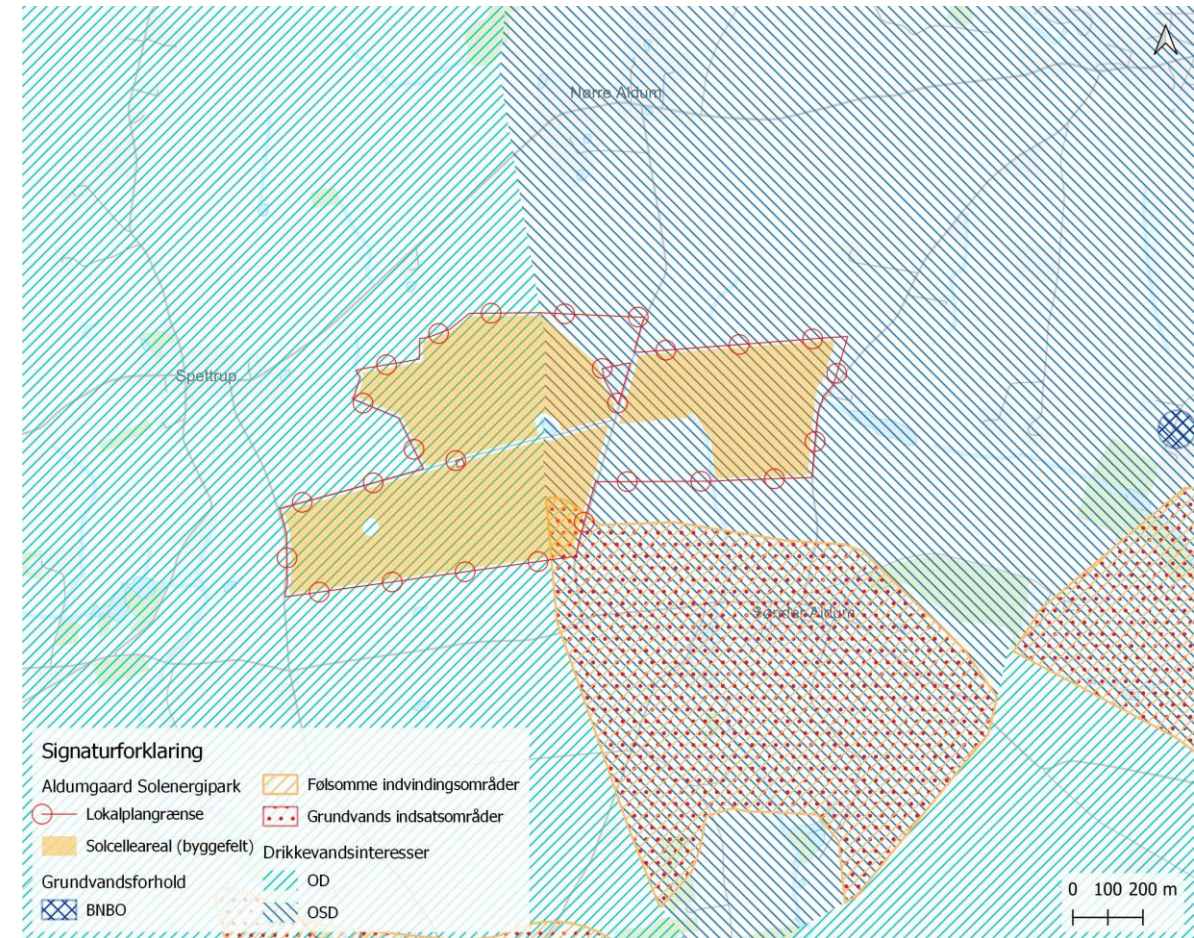 Nørre Aldum
Spettrup
Sønder Aldum
Signaturforklaring
Aldumgaard Solenergipark
Lokalplangrænse
Solcelleareal (byggefelt)
Grundvandsforhold
BNBO
Følsomme indvindingsområder
Grundvands indsatsområder
Drikkevandsinteresser
OD
OSD
0 100 200 m